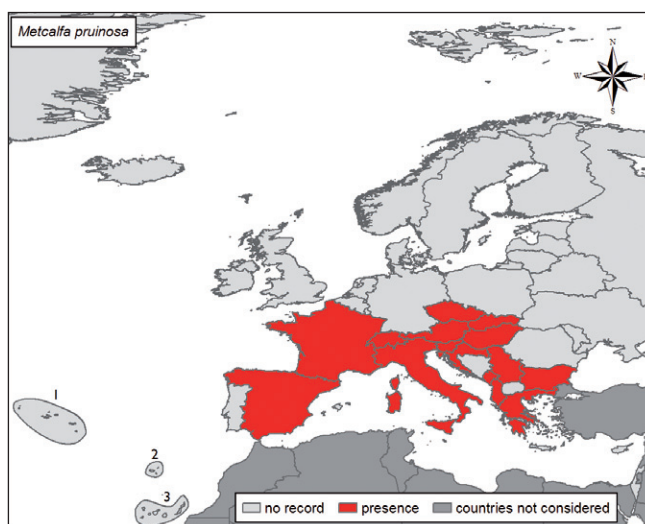 Metcalfa pruinosa
N
W
S
1
2
3
no record presence countries not considered